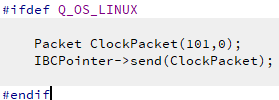 #ifdef Q_OS_LINUX
Packet ClockPacket(101,0);
IBCPointer->send(ClockPacket);
#endif